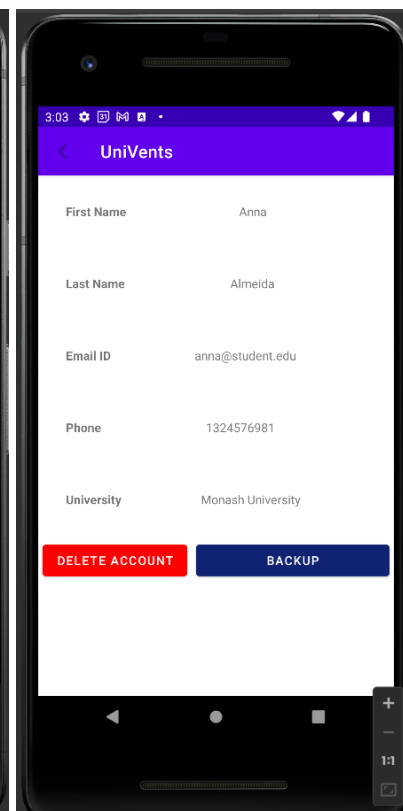 3:03
UniVents
First Name Anna
Last Name Almeida
Email ID anna@student.edu
Phone 1324576981
University Monash University
DELETE ACCOUNT BACKUP
1:1